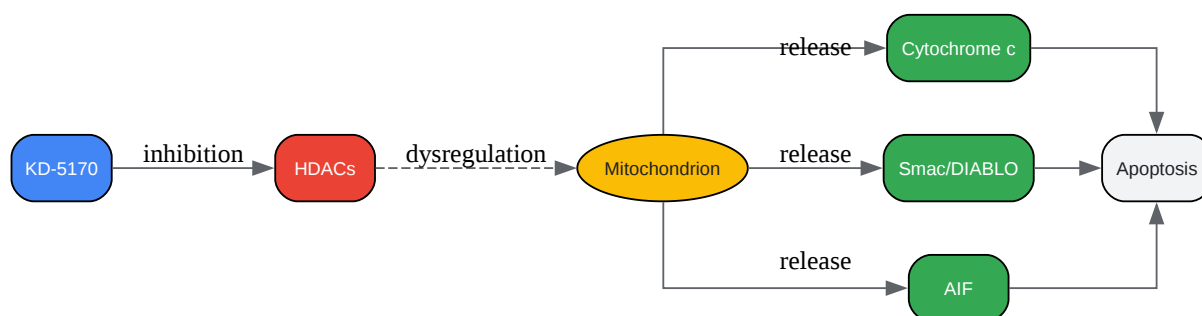 release
Cytochrome c
KD-5170
inhibition
HDACs
dysregulation
Mitochondrion
release
Smac/DIABLO
Apoptosis
release
AIF